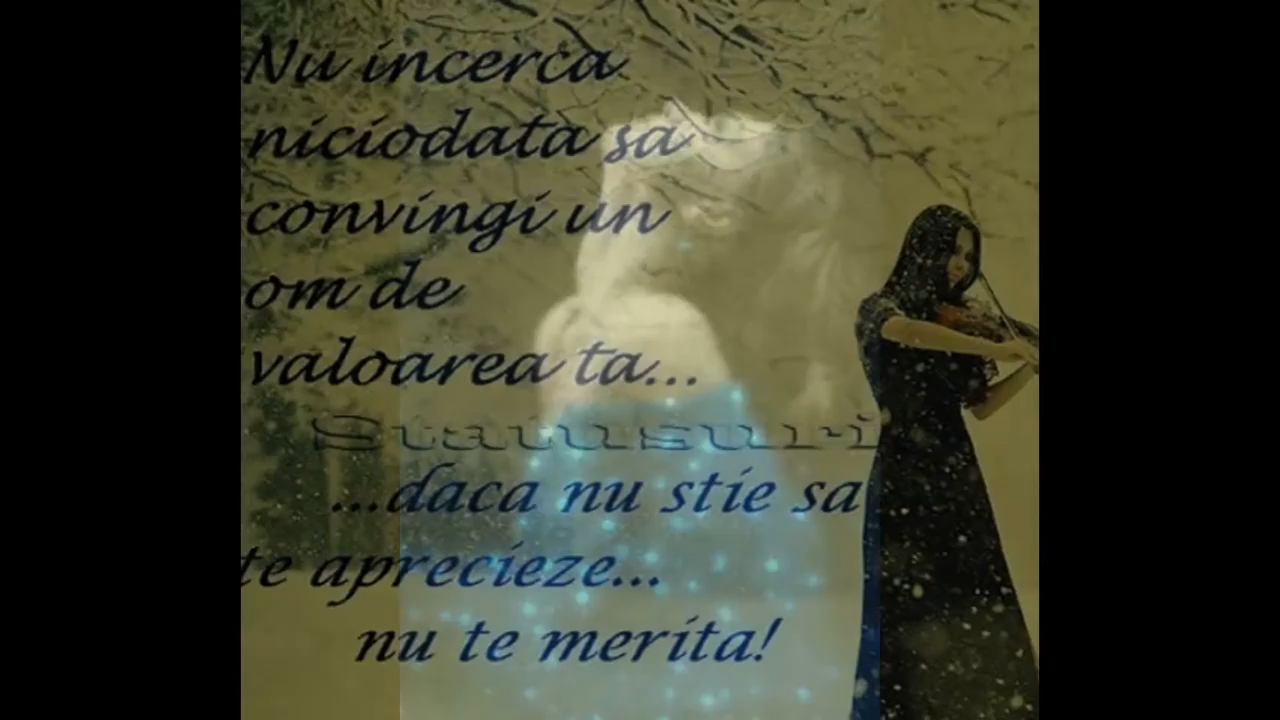 Nu incerca
niciodata sa
convingi un
om de
valoarea ta...
Statusuri
...daca nu stie sa
te aprecieze...
nu te merita!